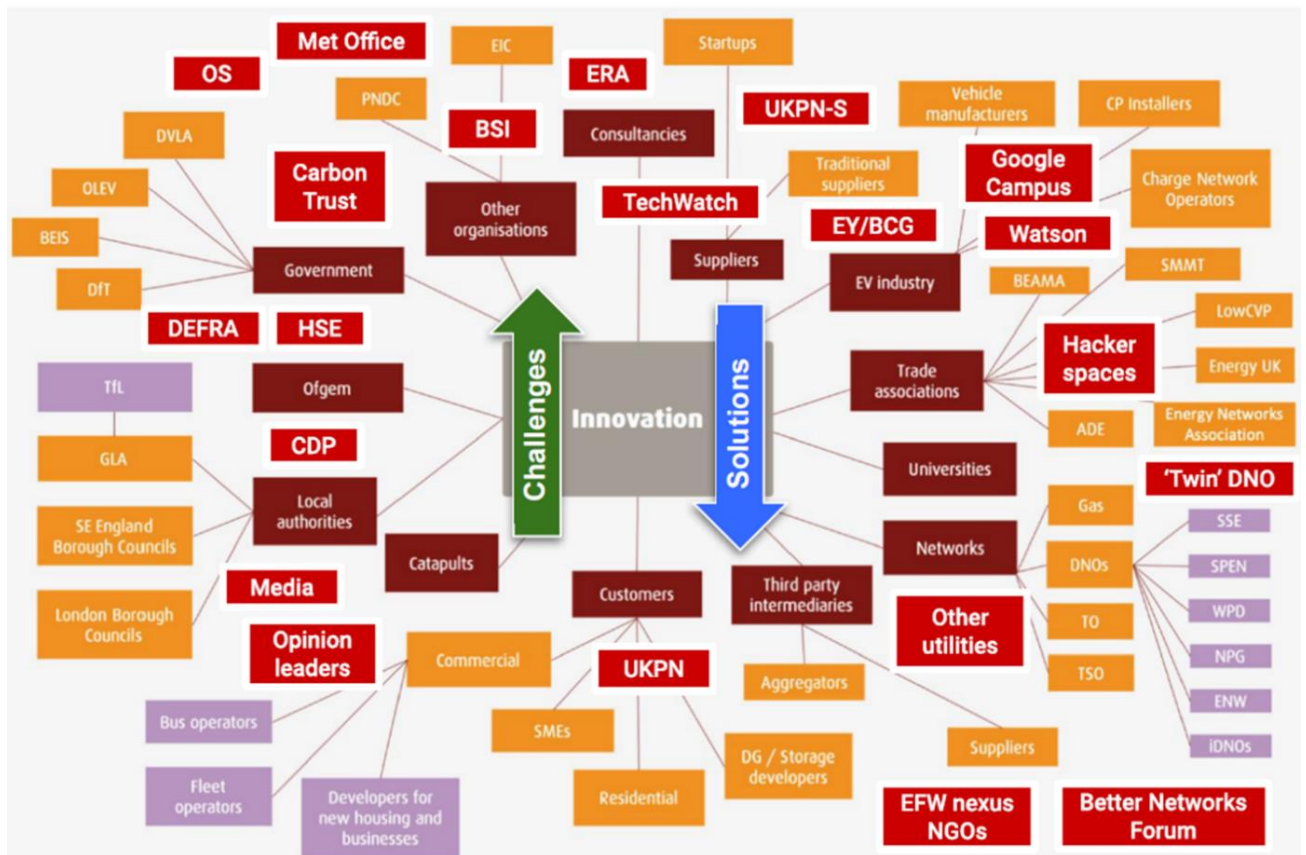 Met Office
EIC
Startups
OS
ERA
PNDC
UKPN-S
Vehicle
manufacturers
CP Installers
BSI
Consultancies
DVLA
Carbon
Trust
Traditional
suppliers
Google
Campus
Charge Network
Operators
OLEV
Other
organisations
TechWatch
EY/BCG
Watson
BEIS
Government
Suppliers
EV industry
BEAMA
SMMT
DfT
LowCVP
DEFRA
HSE
Hacker
spaces
Energy UK
TfL
Ofgem
Challenges
Innovation
Solutions
Trade
associations
Energy Networks
Association
ADE
GLA
CDP
Universities
'Twin' DNO
Local
authorities
SE England
Borough Councils
Gas
SSE
Networks
DNOs
SPEN
Catapults
Media
Customers
Third party
intermediaries
London Borough
Councils
Other
utilities
TO
WPD
Opinion
leaders
Commercial
UKPN
Aggregators
TSO
NPG
ENW
Bus operators
SMEs
Suppliers
iDNOs
DG / Storage
developers
Fleet
operators
Developers for
new housing and
businesses
Residential
EFW nexus
NGOs
Better Networks
Forum